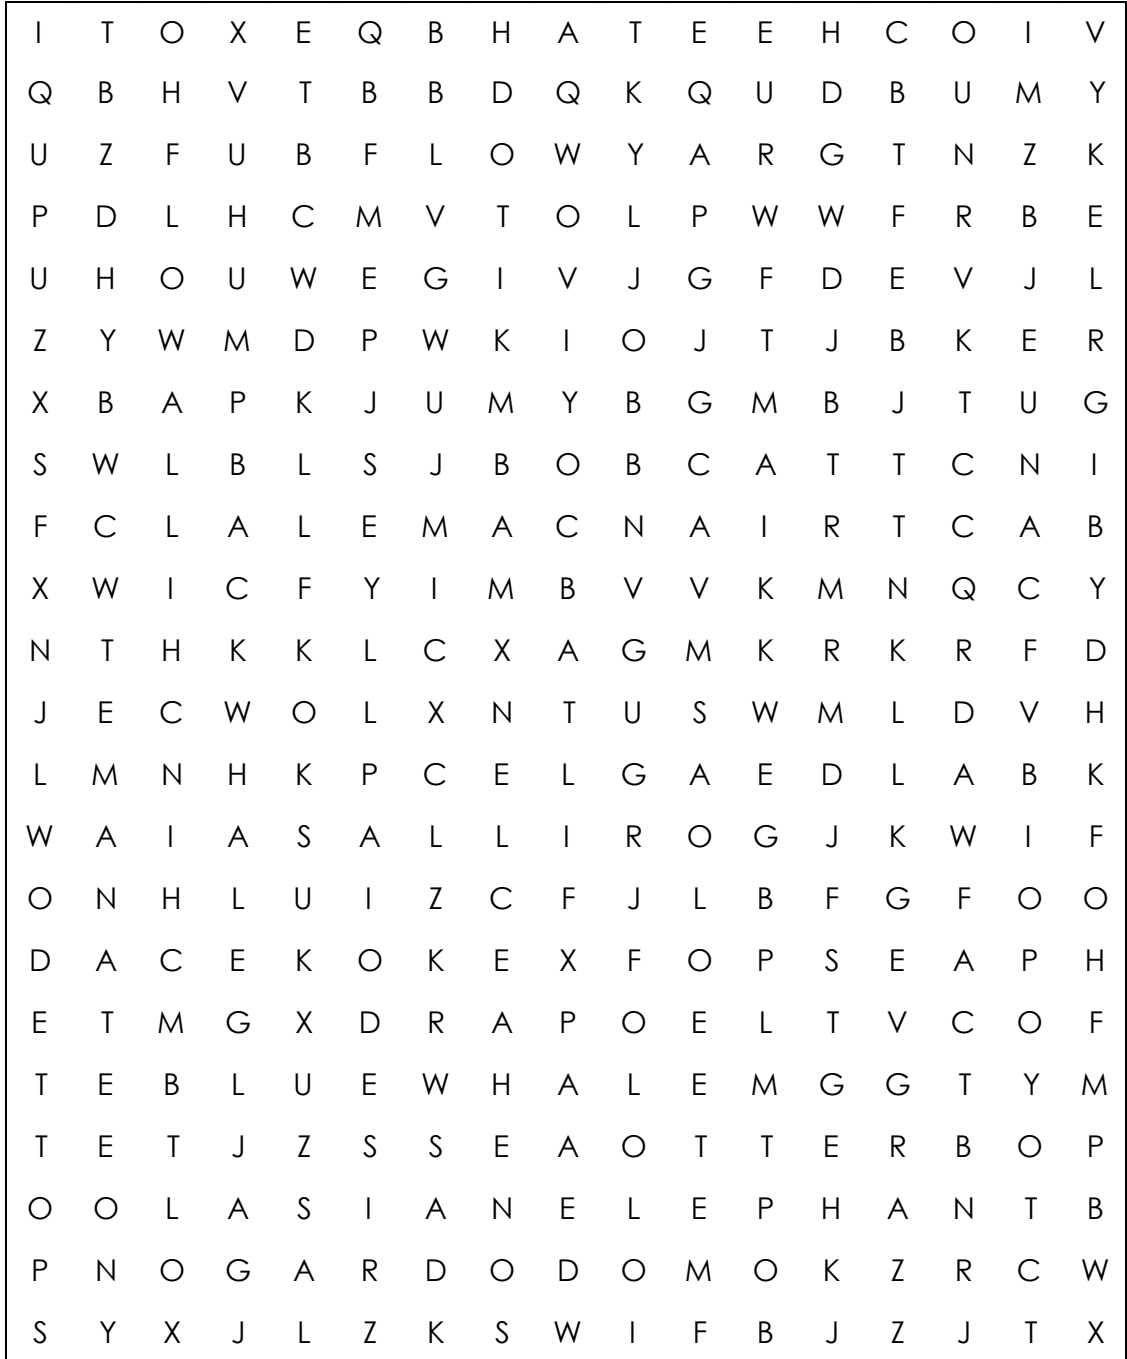 I T O X E Q B H A T E E H C O I V
Q B H V T B B D Q K Q U D B U M Y
U Z F U B F L O W Y A R G T N Z K
P D L H C M V T O L P W W F R B E
U H O U W E G I V J G F D E V J L
Z Y W M D P W K I O J T J B K E R
X B A P K J U M Y B G M B J T U G
S W L B L S J B O B C A T T C N I
F C L A L E M A C N A I R T C A B
X W I C F Y I M B V V K M N Q C Y
N T H K K L C X A G M K R K R F D
J E C W O L X N T U S W M L D V H
L M N H K P C E L G A E D L A B K
W A I A S A L L I R O G J K W I F
O N H L U I Z C F J L B F G F O O
D A C E K O K E X F O P S E A P H
E T M G X D R A P O E L T V C O F
T E B L U E W H A L E M G G T Y M
T E T J Z S S E A O T T E R B O P
O O L A S I A N E L E P H A N T B
P N O G A R D O D O M O K Z R C W
S Y X J L Z K S W I F B J Z J T X